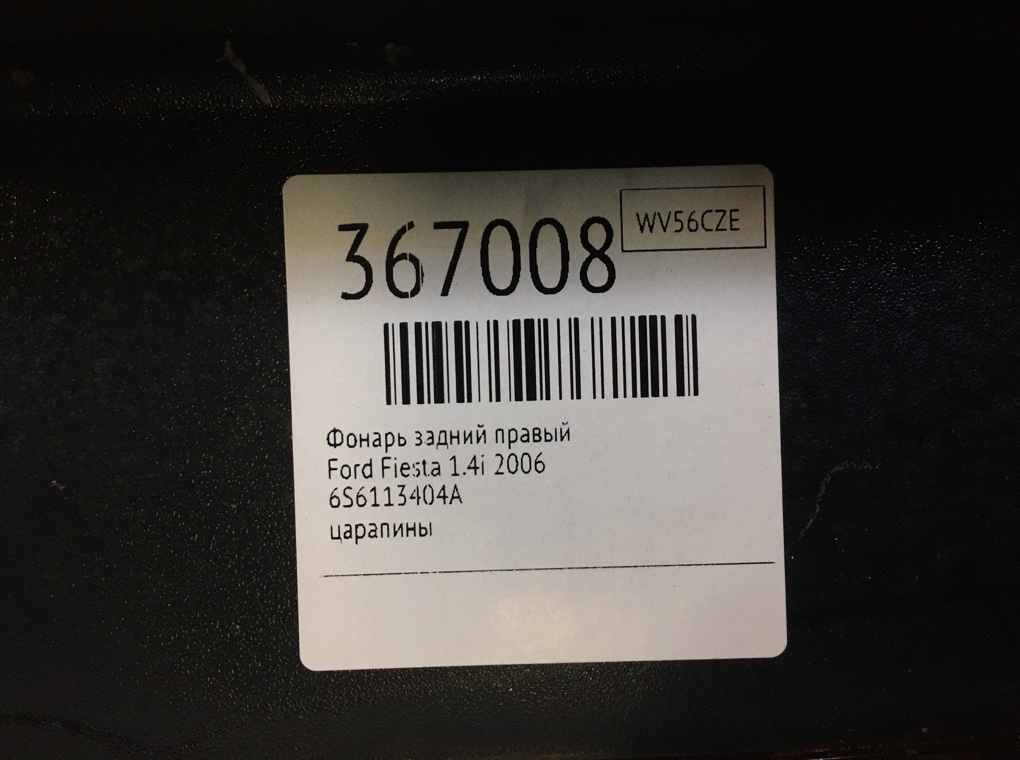 367008
WV56CZE
Фонарь задний правый
Ford Fiesta 1.4i 2006
6S6113404A
царапины